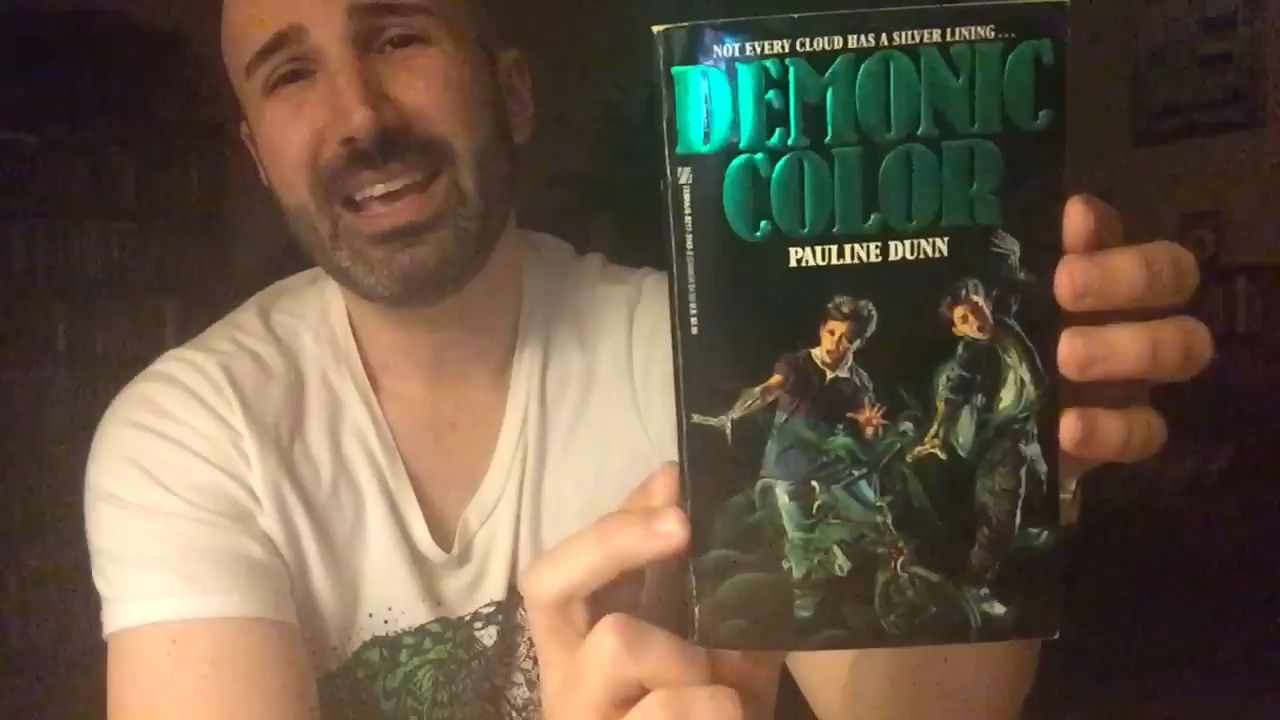 NOT EVERY CLOUD HAS A SILVER LINING...
DEMONIC
COLOR
PAULINE DUNN